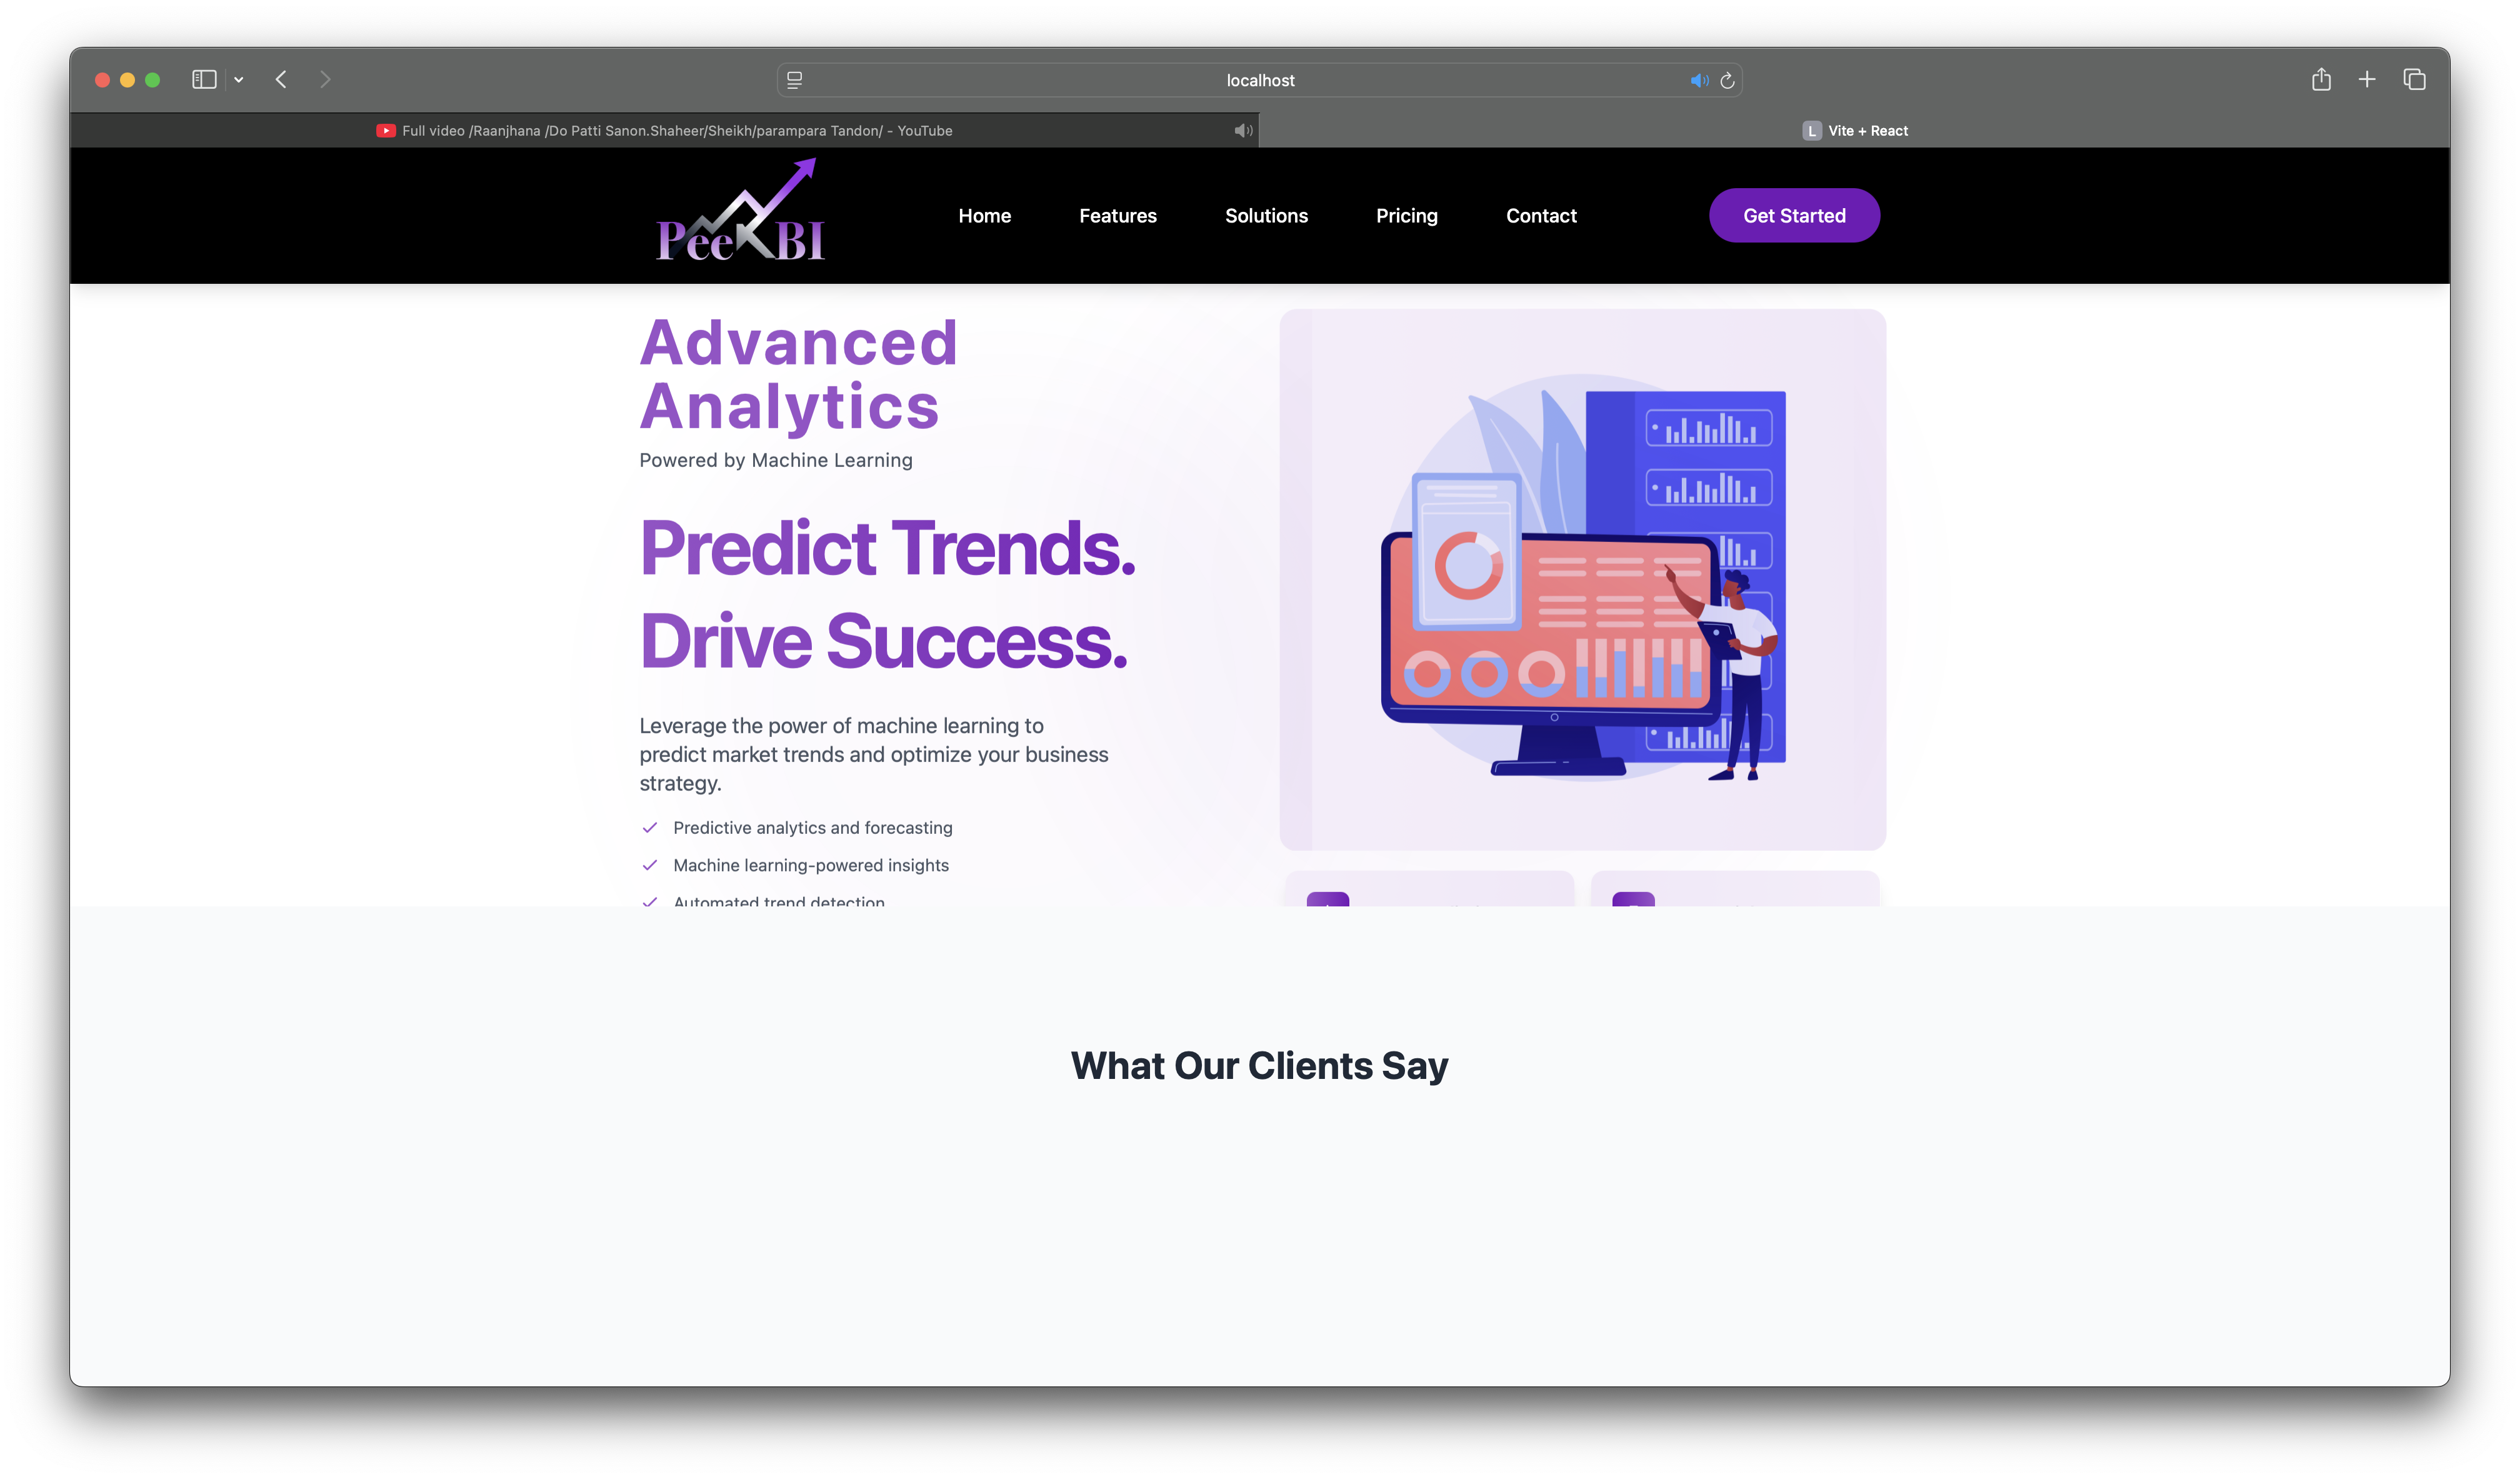 localhost
Full video /Raanjhana /Do Patti Sanon.Shaheer/Sheikh/parampara Tandon/ - YouTube
L Vite + React
PeekBI
Home
Features
Solutions
Pricing
Contact
Get Started
Advanced
Analytics
Powered by Machine Learning
Predict Trends.
Drive Success.
Leverage the power of machine learning to
predict market trends and optimize your business
strategy.
Predictive analytics and forecasting
Machine learning-powered insights
Automated trend detection
What Our Clients Say